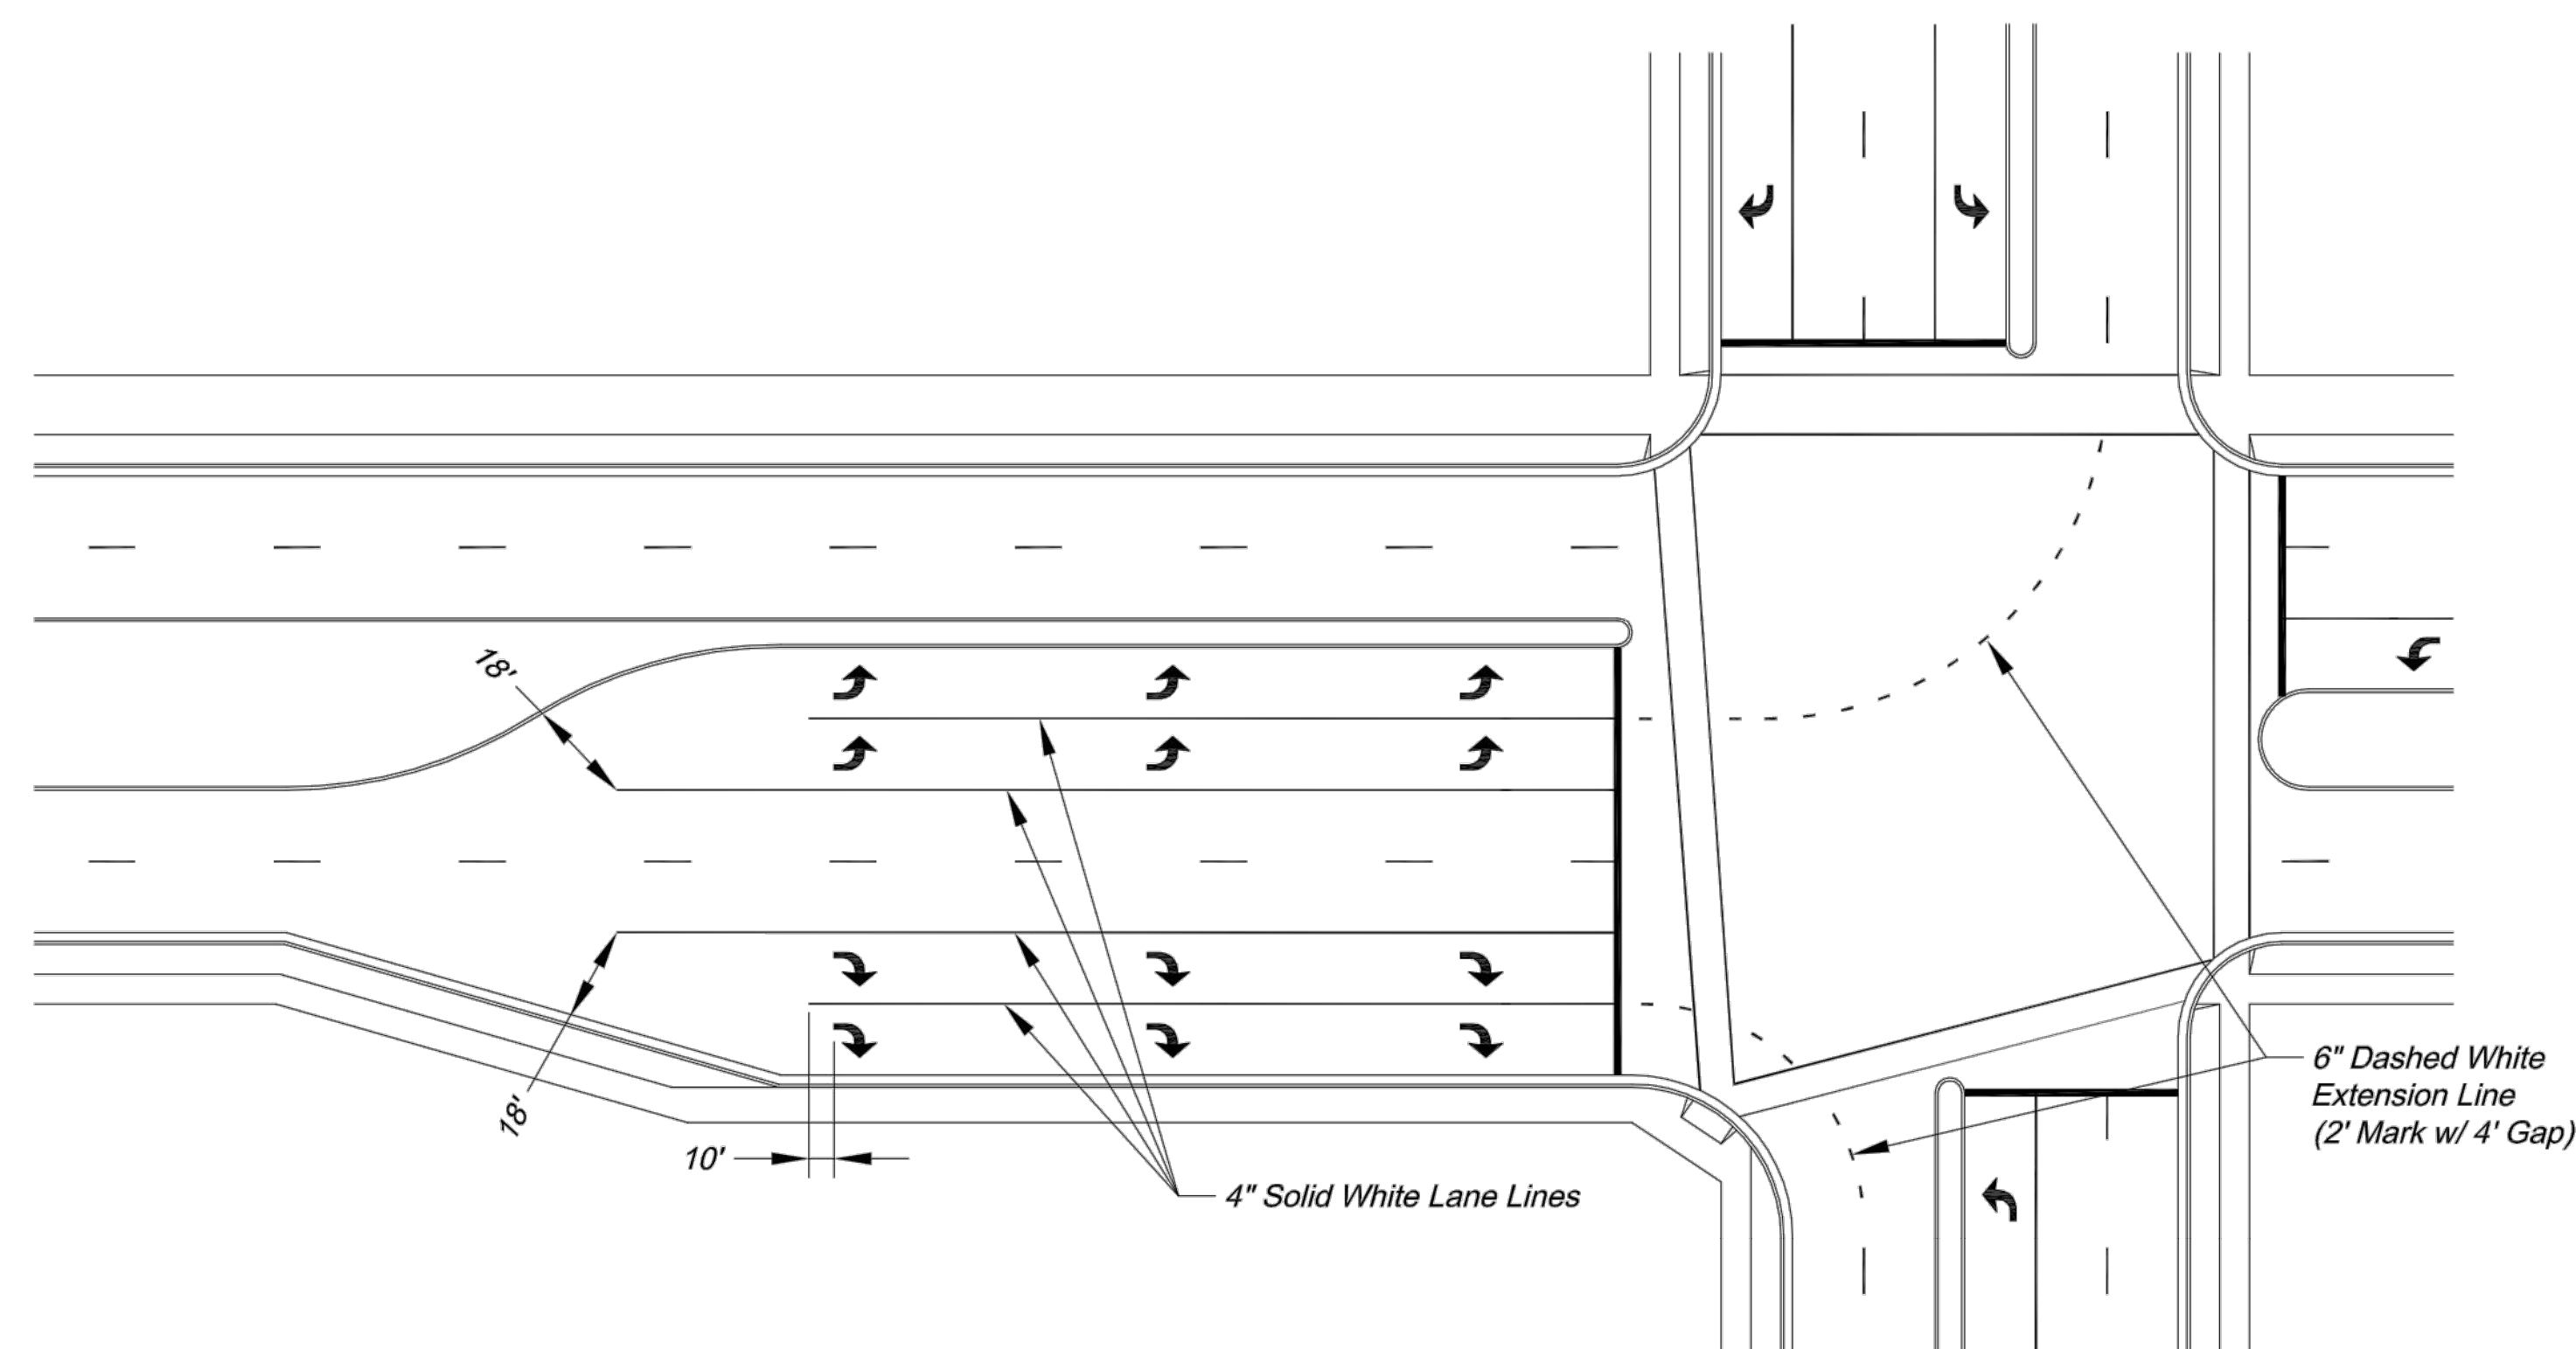 18'
18'
10'
4" Solid White Lane Lines
6" Dashed White
Extension Line
(2' Mark w/ 4' Gap)